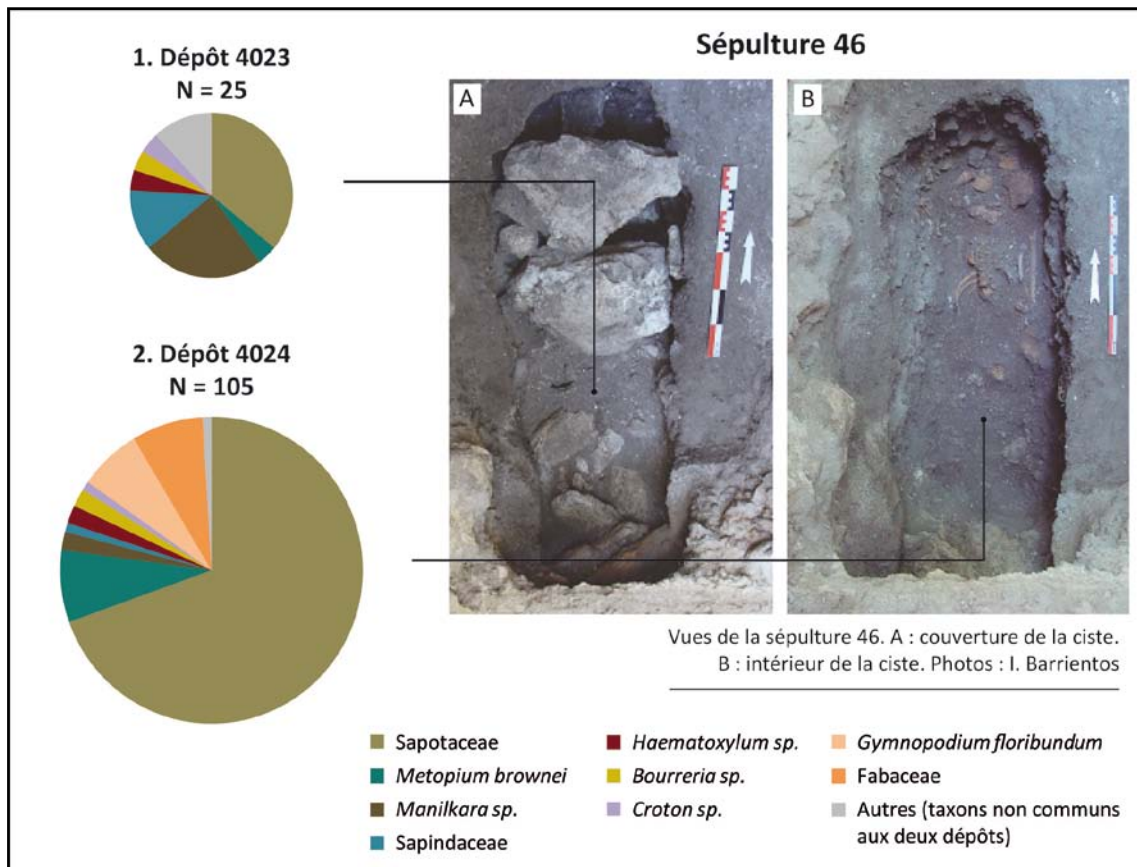 1. Dépôt 4023
N = 25
2. Dépôt 4024
N = 105
Sépulture 46
A
B
Vues de la sépulture 46. A : couverture de la ciste.
B : intérieur de la ciste. Photos : I. Barrientos
Sapotaceae
Metopium brownei
Manilkara sp.
Sapindaceae
Haematoxylum sp.
Bourreria sp.
Croton sp.
Gymnopodium floribundum
Fabaceae
Autres (taxons non communs
aux deux dépôts)